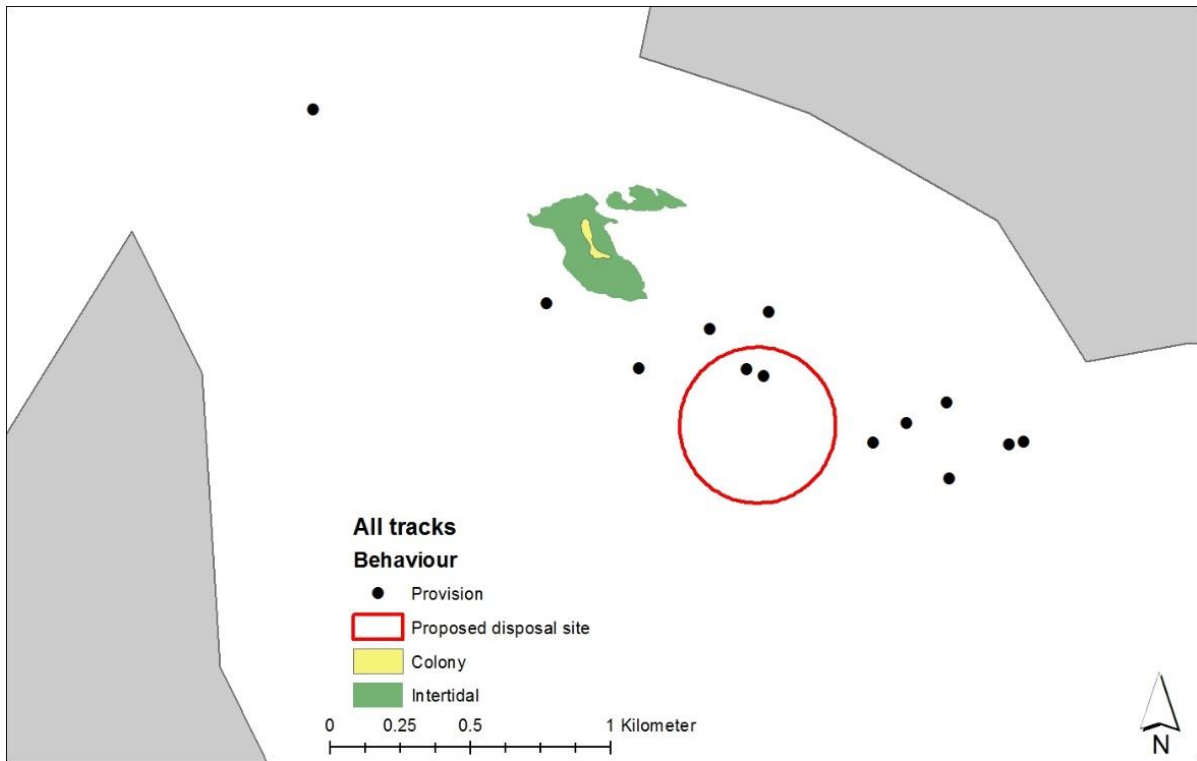 All tracks
Behaviour
Provision
Proposed disposal site
Colony
Intertidal
0 0.25 0.5 1 Kilometer
N